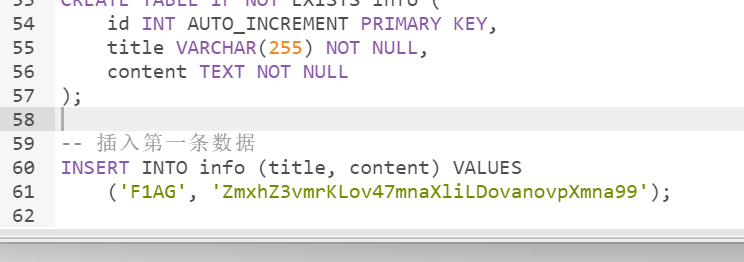 53 CREATE TABLE IF NOT EXISTS info (
54 id INT AUTO_INCREMENT PRIMARY KEY,
55 title VARCHAR(255) NOT NULL,
56 content TEXT NOT NULL
57 );
58
59 -- 插入第一条数据
60 INSERT INTO info (title, content) VALUES
61 ('F1AG', 'ZmxhZ3vmrKLov47mnaXliLDovanovpXmna99');
62